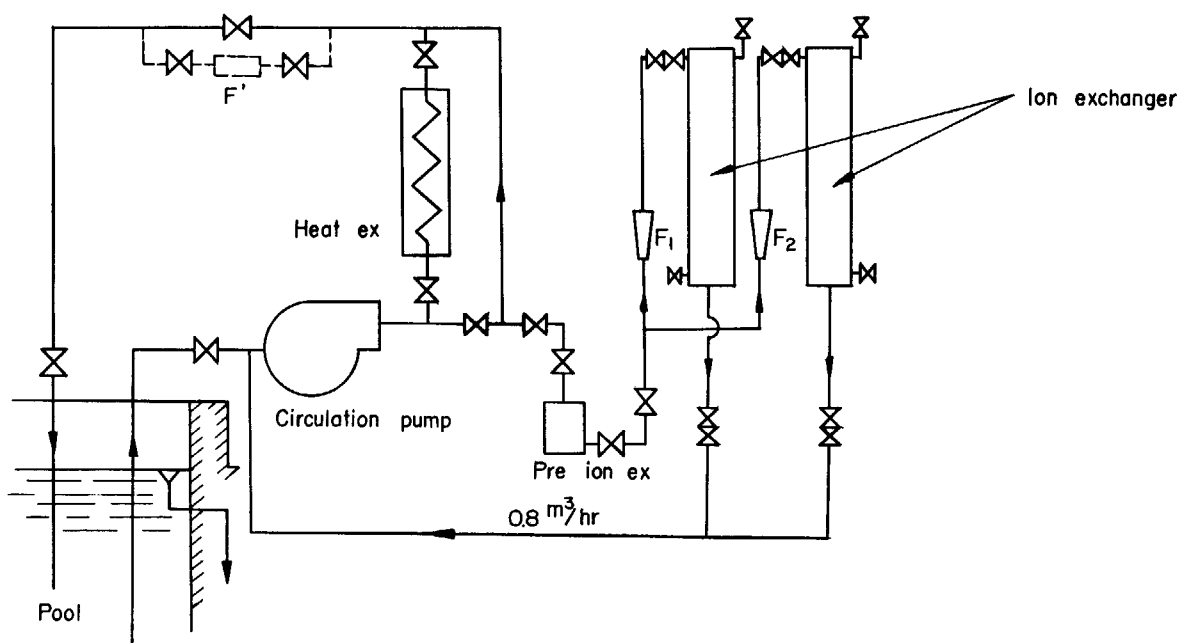 F'
Ion exchanger
Heat ex
F₁
F₂
Circulation pump
Pre ion ex
0.8 m³/hr
Pool